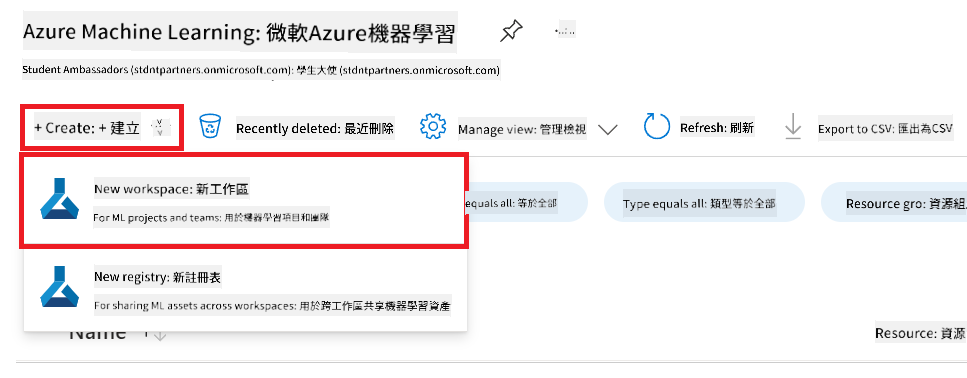 Azure Machine Learning: 微軟Azure機器學習
Student Ambassadors (stdntpartners.onmicrosoft.com): 學生大使 (stdntpartners.onmicrosoft.com)
+ Create: + 建立
Recently deleted: 最近刪除
Manage view: 管理檢視
Refresh: 刷新
Export to CSV: 匯出為CSV
New workspace: 新工作區
For ML projects and teams: 用於機器學習項目和團隊
equals all: 等於全部
Type equals all: 類型等於全部
Resource gro: 資源組
New registry: 新註冊表
For sharing ML assets across workspaces: 用於跨工作區共享機器學習資產
Name
Resource: 資源